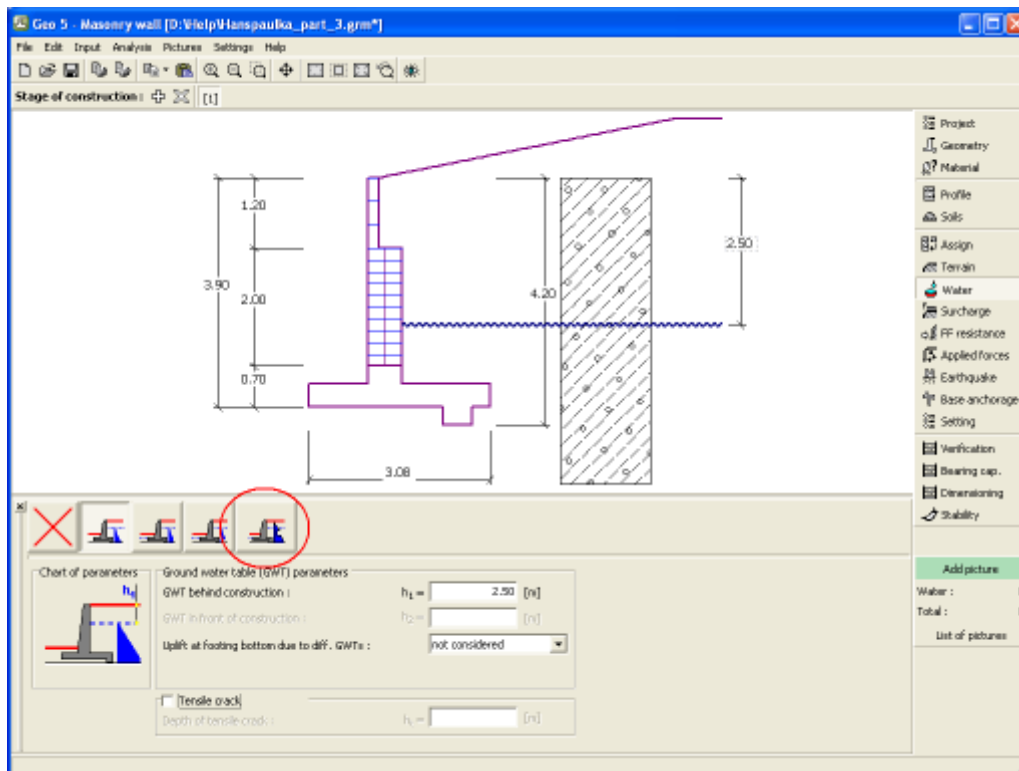 Geo 5 - Masonry wall [D:\Help\Hanspaulka_part_3.grm*]
File Edit Input Analysis Pictures Settings Help
Stage of construction : [1]
1.20
3.90
2.00
0.70
4.20
2.50
3.08
Project
Geometry
Material
Profile
Soils
Assign
Terrain
Water
Surcharge
FF resistance
Applied forces
Earthquake
Base anchorage
Setting
Verification
Bearing cap.
Dimensioning
Stability
Chart of parameters
h1
Ground water table (GWT) parameters
GWT behind construction : h1 = 2.50 [m]
GWT in front of construction : h2 = [m]
Uplift at footing bottom due to diff. GWTs : not considered
Tensile crack
Depth of tensile crack : ht = [m]
Add picture
Water :
Total :
List of pictures